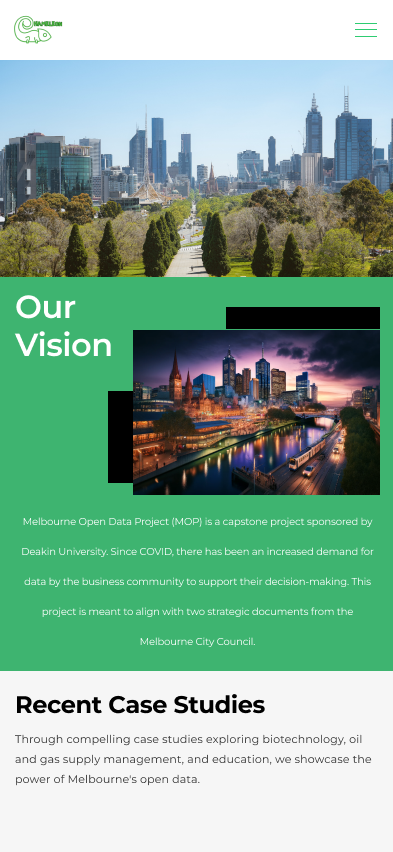 HAMELEON
Our
Vision
Melbourne Open Data Project (MOP) is a capstone project sponsored by
Deakin University. Since COVID, there has been an increased demand for
data by the business community to support their decision-making. This
project is meant to align with two strategic documents from the
Melbourne City Council.
Recent Case Studies
Through compelling case studies exploring biotechnology, oil
and gas supply management, and education, we showcase the
power of Melbourne's open data.